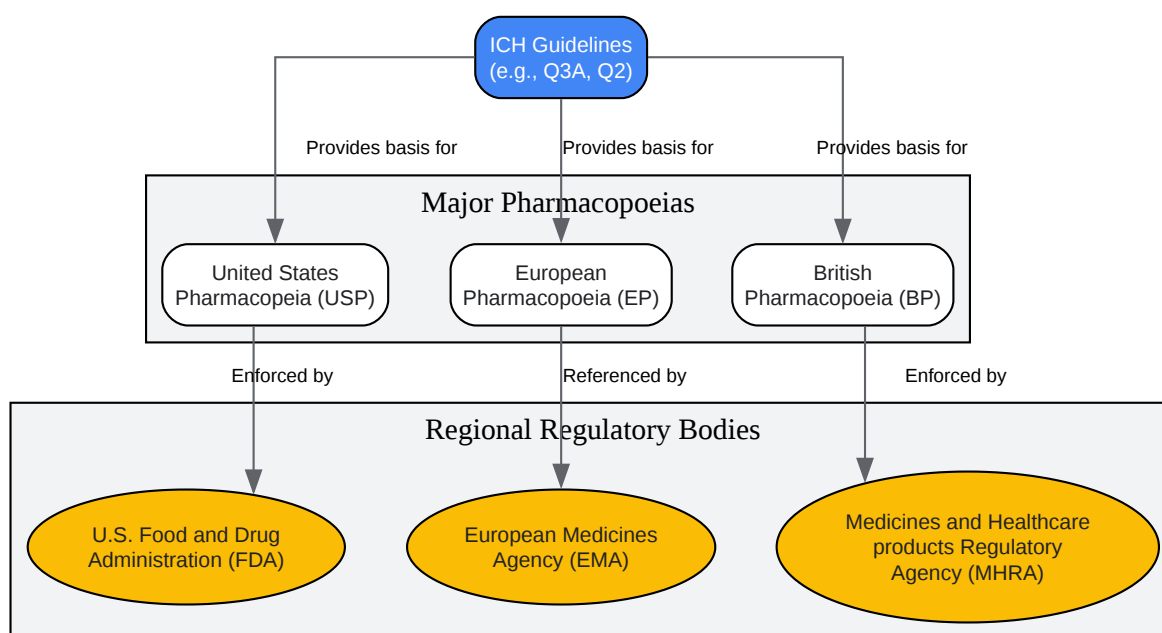 ICH Guidelines
(e.g., Q3A, Q2)
Provides basis for
Provides basis for
Provides basis for
Major Pharmacopoeias
United States
Pharmacopeia (USP)
European
Pharmacopoeia (EP)
British
Pharmacopoeia (BP)
Enforced by
Referenced by
Enforced by
Regional Regulatory Bodies
U.S. Food and Drug
Administration (FDA)
European Medicines
Agency (EMA)
Medicines and Healthcare
products Regulatory
Agency (MHRA)